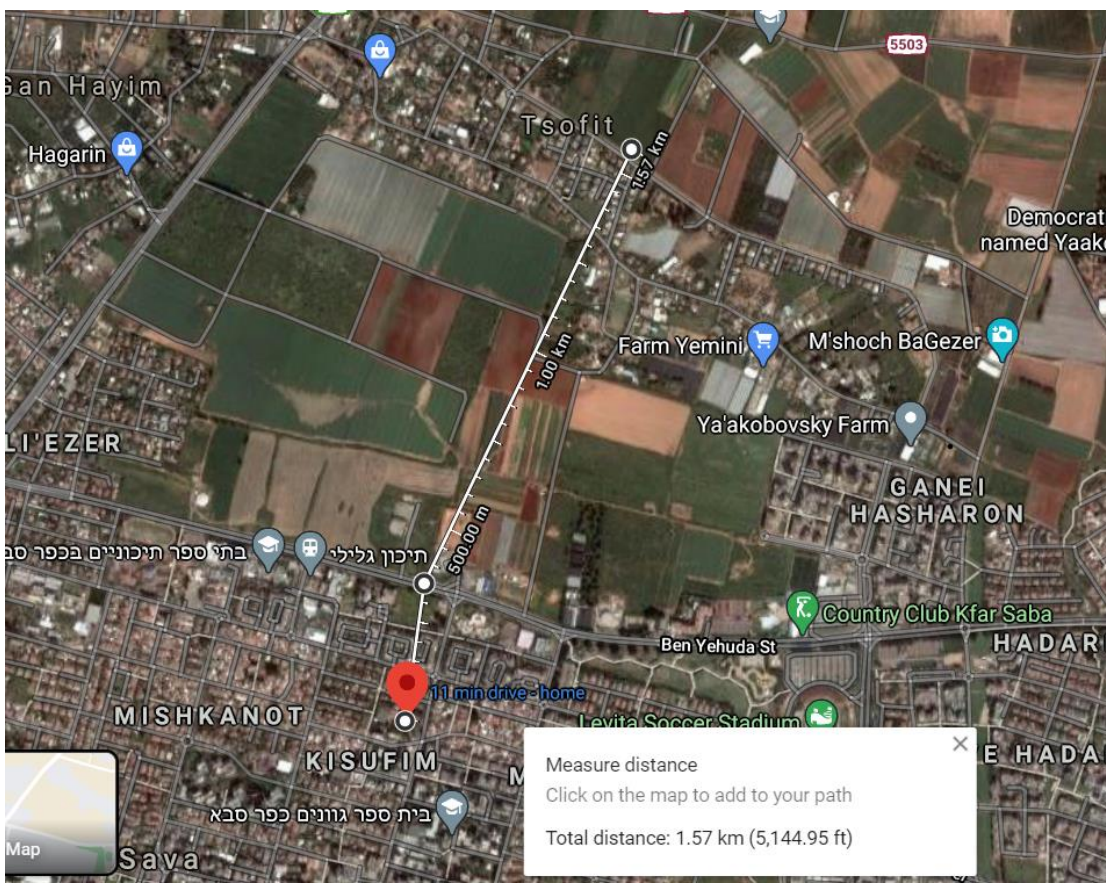 5503
Gan Hayim
Tsofit
Hagarin
1.57 km
Democrat
named Yaak
1.00 km
Farm Yemini
M'shoch BaGezer
Ya'akobovsky Farm
LI'EZER
GANEI
HASHARON
500.00 m
תיכון גלילי
בתי ספר תיכוניים בכפר סב
Country Club Kfar Saba
Ben Yehuda St
HADAR
11 min drive - home
MISHKANOT
Levita Soccer Stadium
KISUFIM
M
E HADA
בית ספר גוונים כפר סבא
Map
Sava
Measure distance
Click on the map to add to your path
Total distance: 1.57 km (5,144.95 ft)